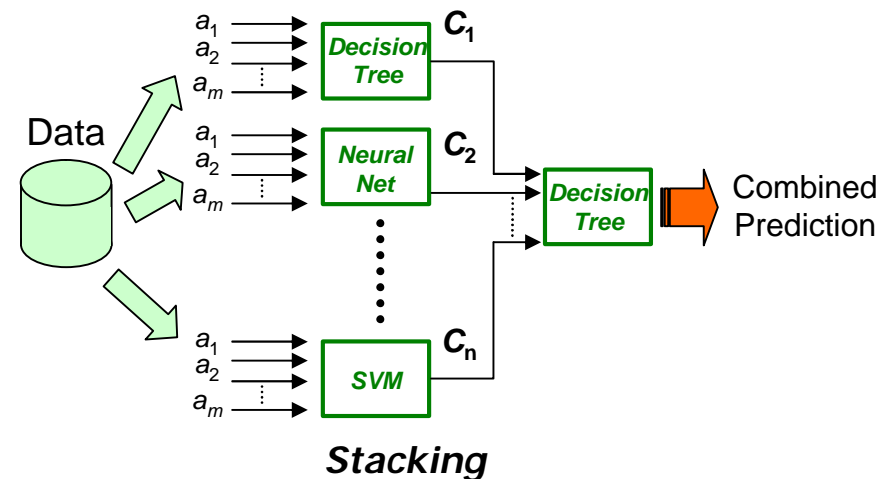 Data
a1
a2
am
Decision
Tree
C1
a1
a2
am
Neural
Net
C2
a1
a2
am
SVM
Cn
Decision
Tree
Combined
Prediction
Stacking